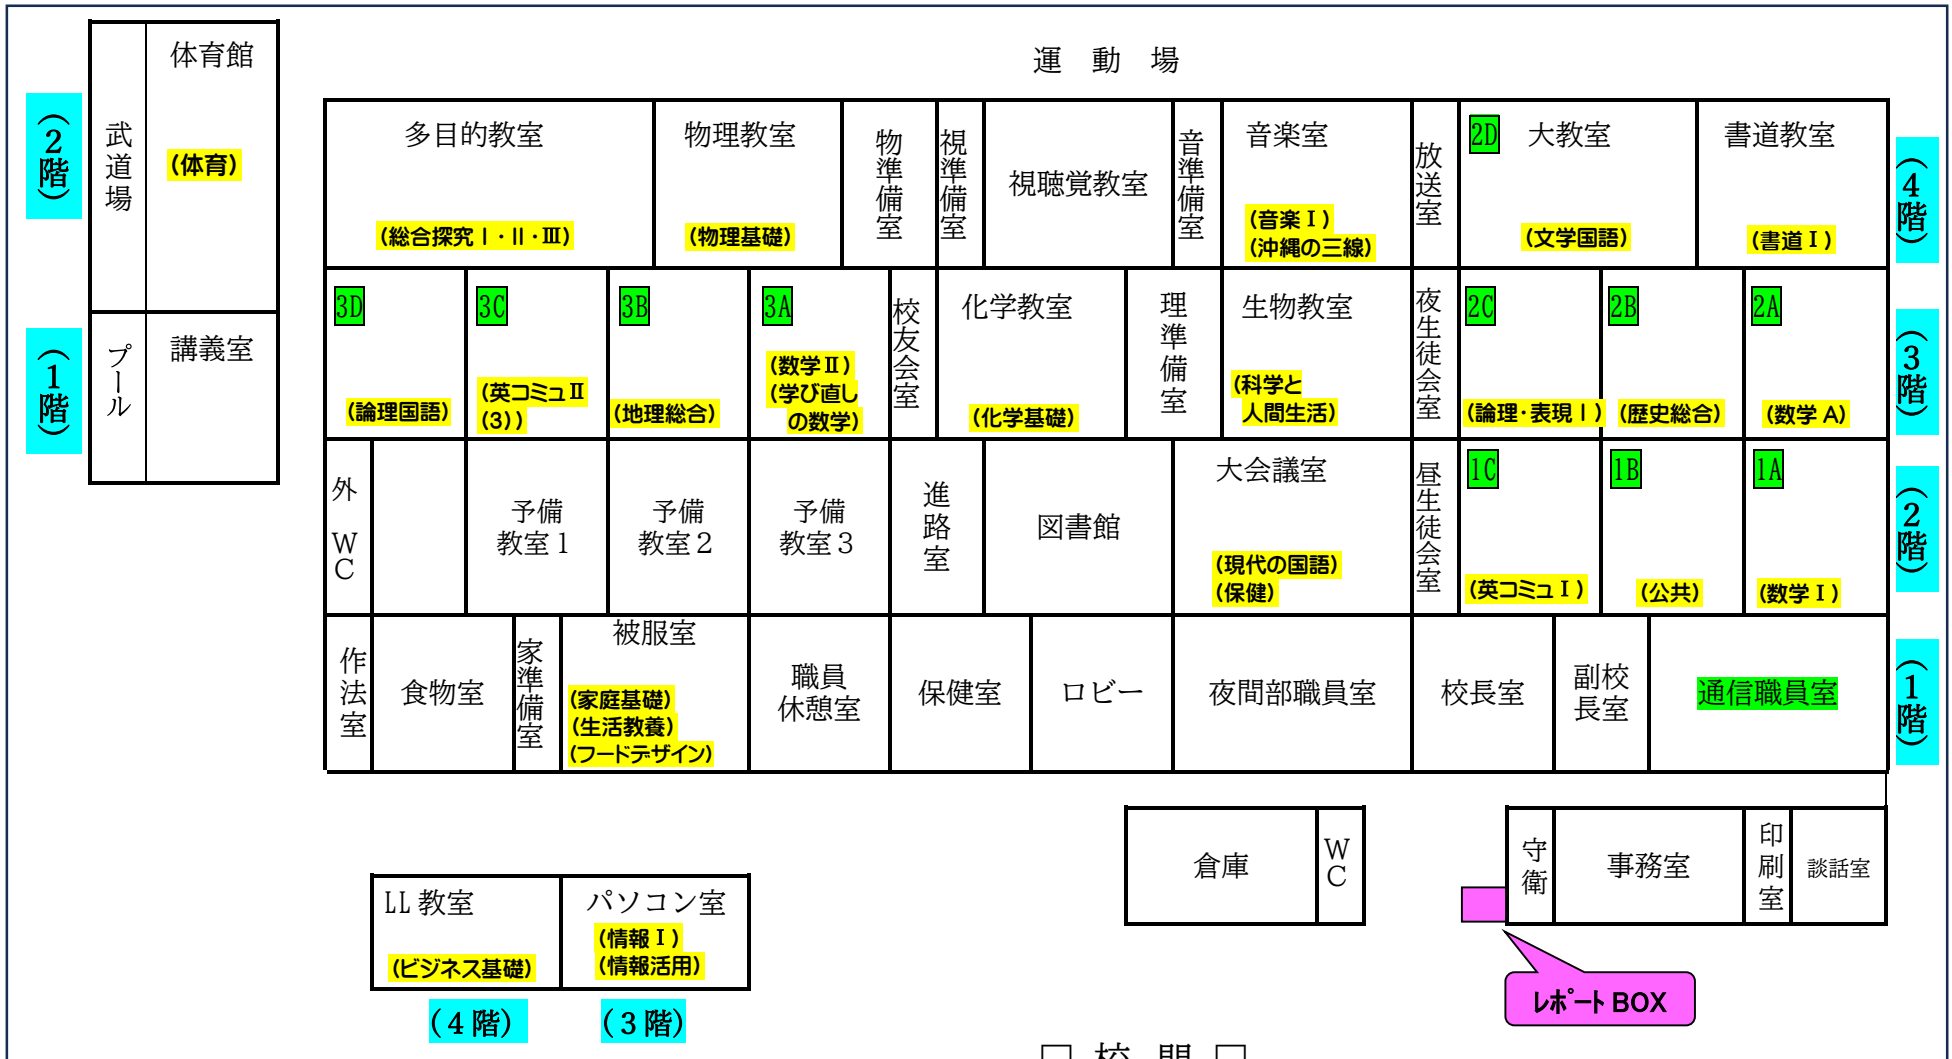 運 動 場
(2階)
武道場
体育館
(体育)
(1階)
プール
講義室
多目的教室
(総合探究Ⅰ・Ⅱ・Ⅲ)
物理教室
(物理基礎)
物準備室
視準備室
視聴覚教室
音準備室
音楽室
(音楽Ⅰ)
(沖縄の三線)
放送室
2D 大教室
(文学国語)
書道教室
(書道Ⅰ)
(4階)
3D
(論理国語)
3C
(英コミュⅡ
(3))
3B
(地理総合)
3A
(数学Ⅱ)
(学び直し
の数学)
校友会室
化学教室
(化学基礎)
理準備室
生物教室
(科学と
人間生活)
夜生徒会室
2C
(論理・表現Ⅰ)
2B
(歴史総合)
2A
(数学A)
(3階)
外 WC
予備
教室1
予備
教室2
予備
教室3
進路室
図書館
大会議室
(現代の国語)
(保健)
昼生徒会室
1C
(英コミュⅠ)
1B
(公共)
1A
(数学Ⅰ)
(2階)
作法室
食物室
家準備室
被服室
(家庭基礎)
(生活教養)
(フードデザイン)
職員
休憩室
保健室
ロビー
夜間部職員室
校長室
副校
長室
通信職員室
(1階)
倉庫
WC
守衛
事務室
印刷室
談話室
レポートBOX
LL教室
(ビジネス基礎)
(4階)
パソコン室
(情報Ⅰ)
(情報活用)
(3階)
□ 校 門 □